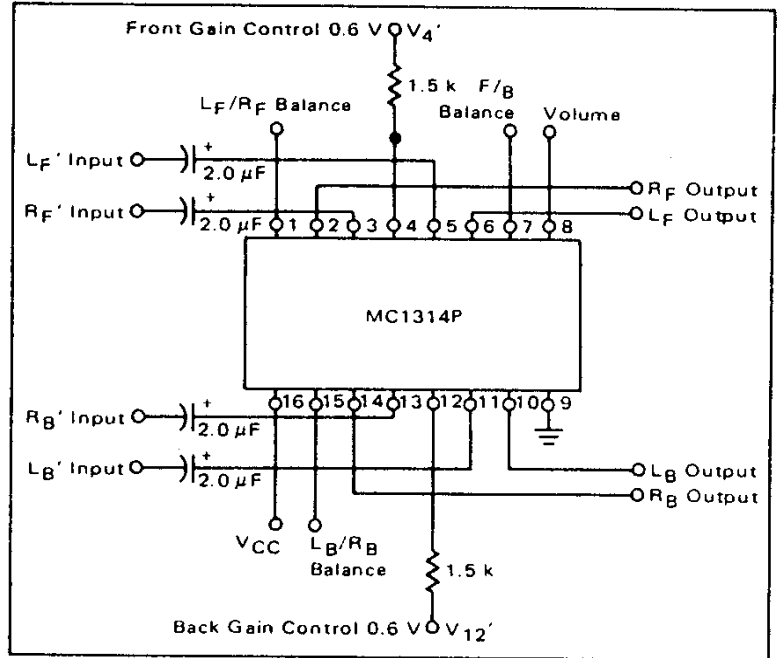 Front Gain Control 0.6 V V4'
1.5 k
F/B
Balance
Volume
LF/RF Balance
LF' Input
+
2.0 µF
RF' Input
+
2.0 µF
RF Output
LF Output
1 2 3 4 5 6 7 8
MC1314P
16 15 14 13 12 11 10 9
RB' Input
+
2.0 µF
LB' Input
+
2.0 µF
LB Output
RB Output
VCC
LB/RB
Balance
1.5 k
Back Gain Control 0.6 V V12'